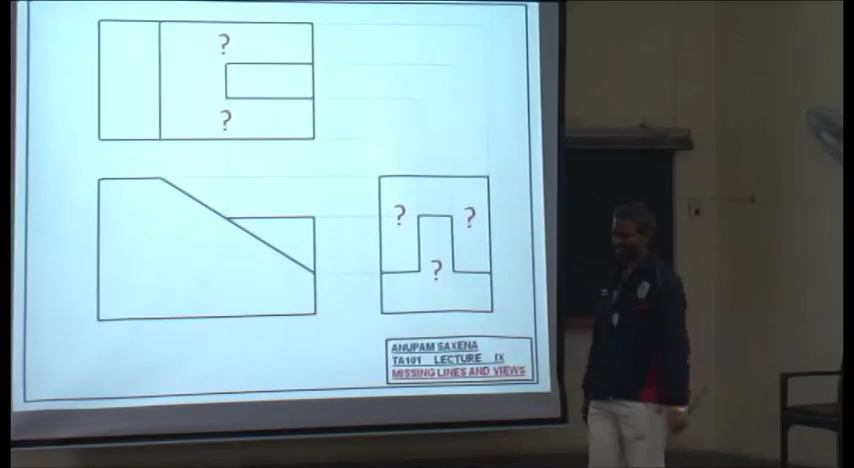 ?
?
? ?
?
ANUPAM SAXENA
TA101 LECTURE IX
MISSING LINES AND VIEWS